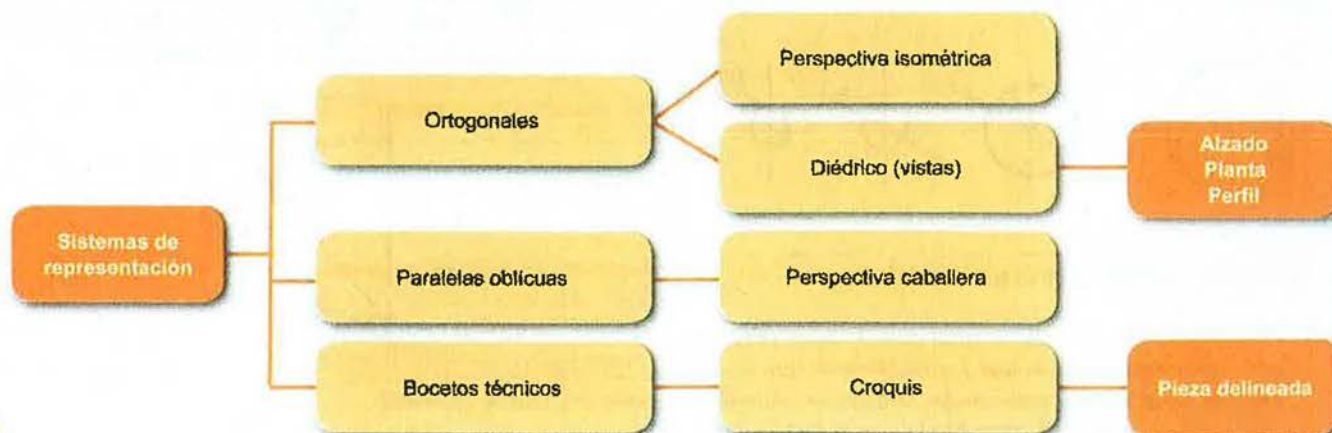 Perspectiva isométrica
Ortogonales
Diédrico (vistas)
Alzado
Planta
Perfil
Sistemas de
representación
Paralelas oblícuas
Perspectiva caballera
Bocetos técnicos
Croquis
Pieza delineada